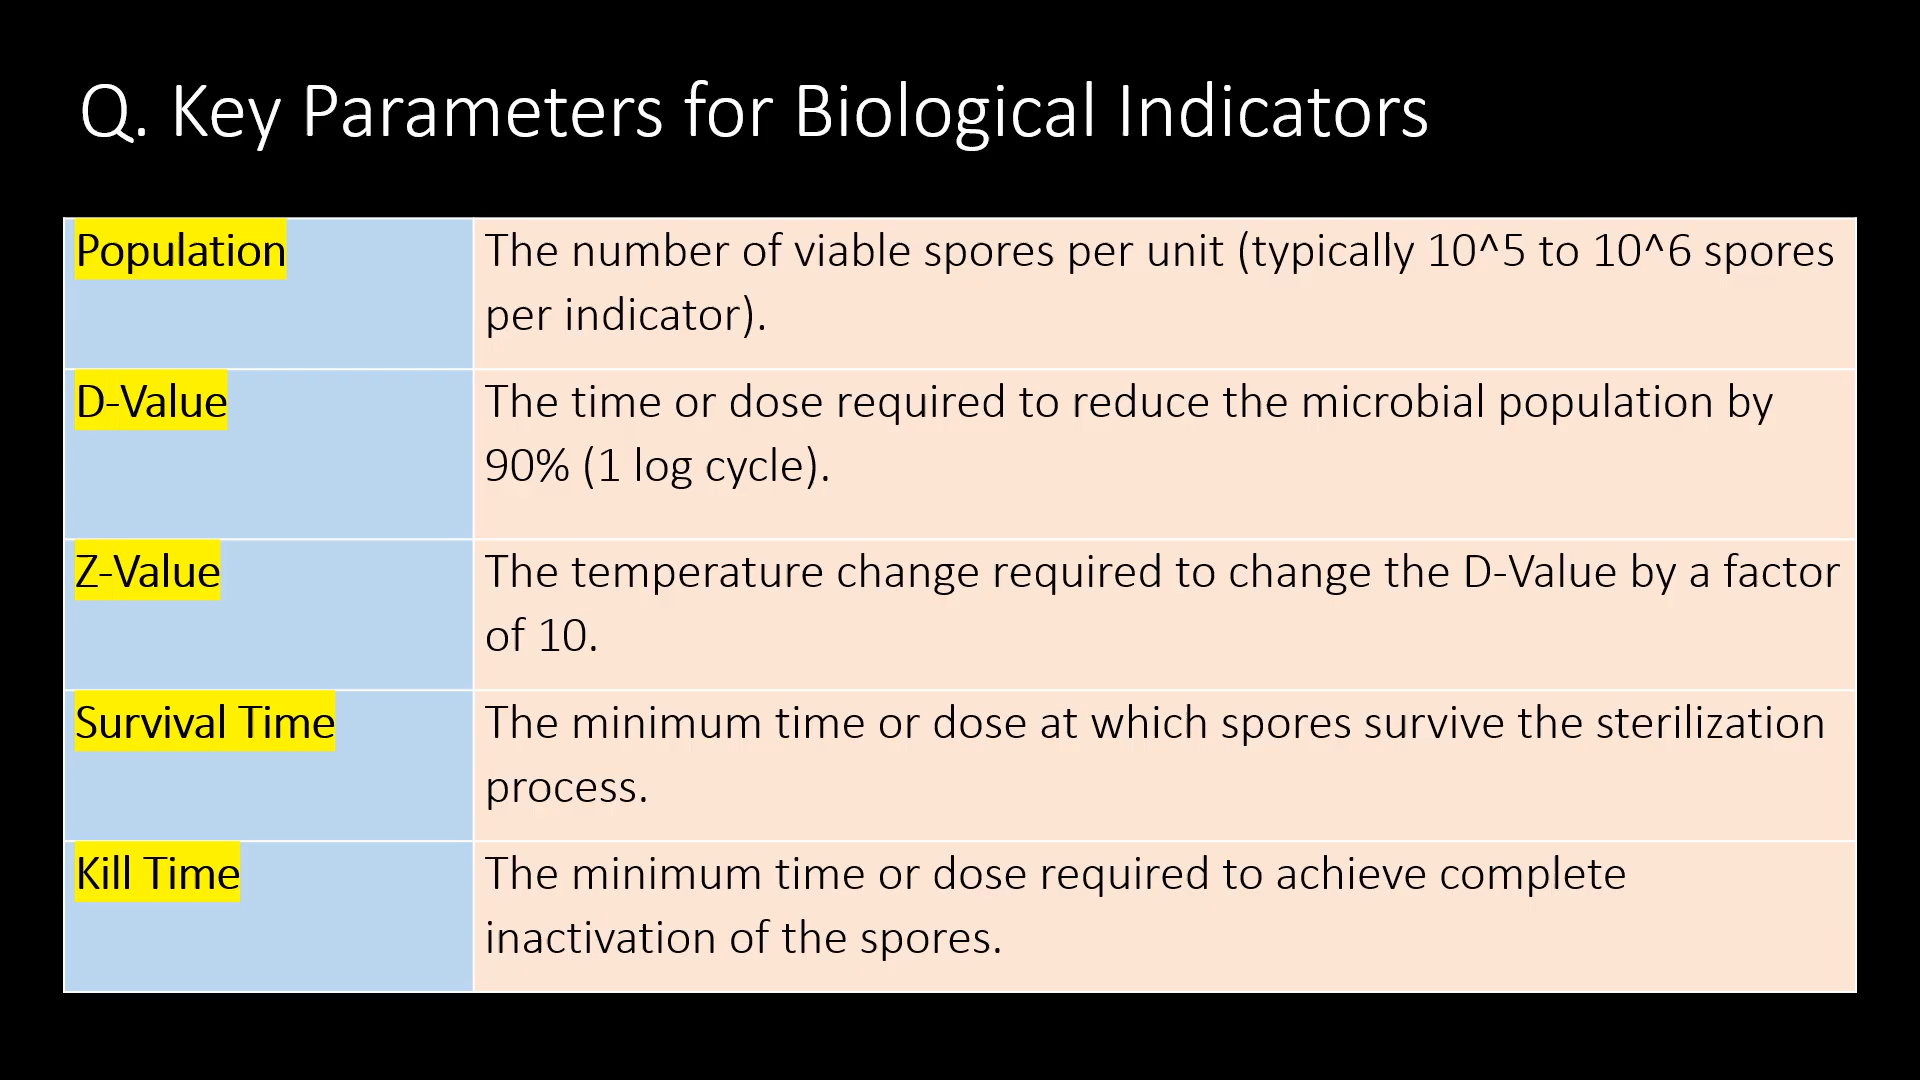 Q. Key Parameters for Biological Indicators
Population
The number of viable spores per unit (typically 10^5 to 10^6 spores
per indicator).
D-Value
The time or dose required to reduce the microbial population by
90% (1 log cycle).
Z-Value
The temperature change required to change the D-Value by a factor
of 10.
Survival Time
The minimum time or dose at which spores survive the sterilization
process.
Kill Time
The minimum time or dose required to achieve complete
inactivation of the spores.